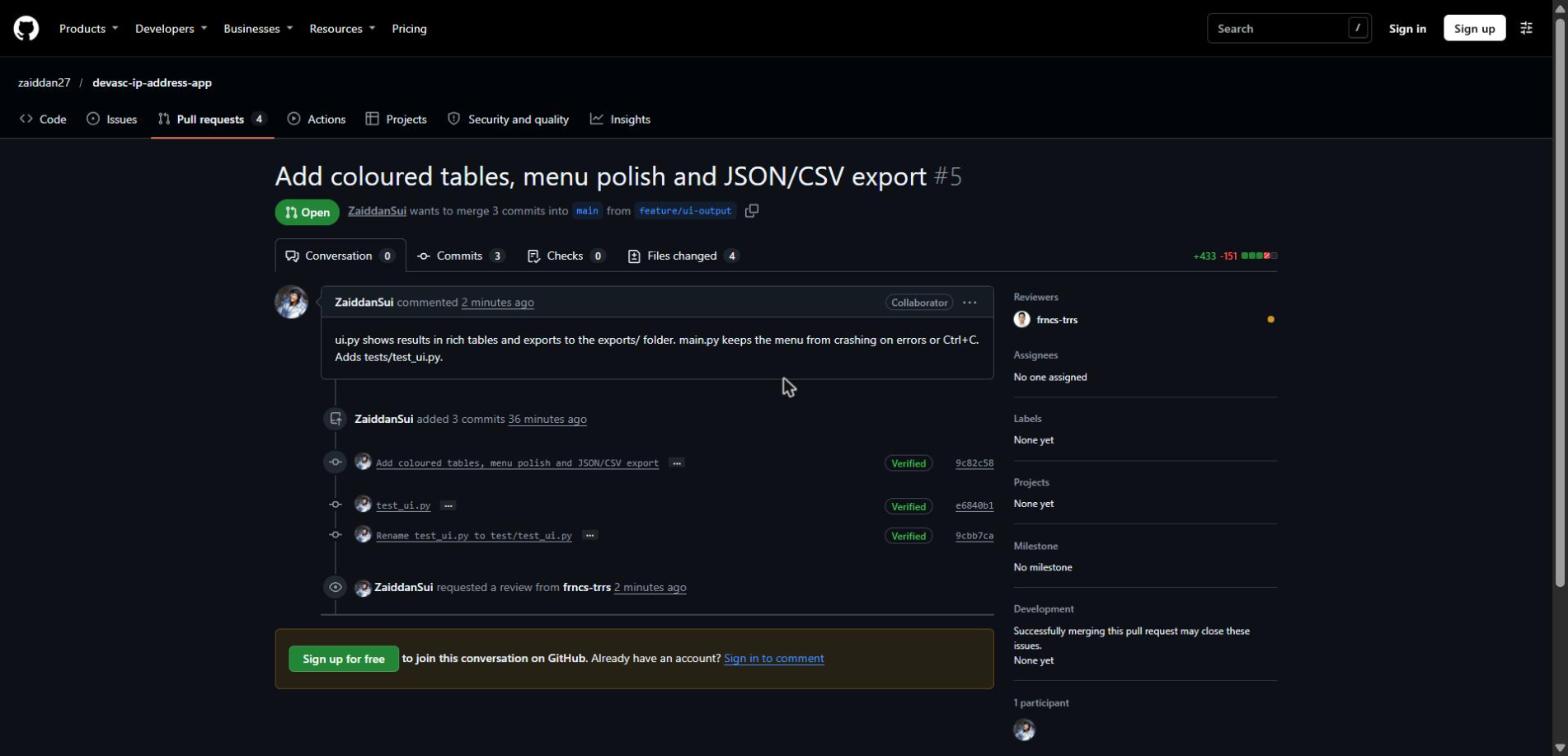 Products Developers Businesses Resources Pricing Search / Sign in Sign up
zaiddan27 / devasc-ip-address-app
Code Issues Pull requests 4 Actions Projects Security and quality Insights
Add coloured tables, menu polish and JSON/CSV export #5
Open ZaiddanSui wants to merge 3 commits into main from feature/ui-output
Conversation 0 Commits 3 Checks 0 Files changed 4 +433 -151
ZaiddanSui commented 2 minutes ago Collaborator ...
ui.py shows results in rich tables and exports to the exports/ folder. main.py keeps the menu from crashing on errors or Ctrl+C.
Adds tests/test_ui.py.
ZaiddanSui added 3 commits 36 minutes ago
Add coloured tables, menu polish and JSON/CSV export ... Verified 9c82c58
test_ui.py ... Verified e6840b1
Rename test_ui.py to test/test_ui.py ... Verified 9cbb7ca
ZaiddanSui requested a review from frncs-trrs 2 minutes ago
Sign up for free to join this conversation on GitHub. Already have an account? Sign in to comment
Reviewers
frncs-trrs
Assignees
No one assigned
Labels
None yet
Projects
None yet
Milestone
No milestone
Development
Successfully merging this pull request may close these
issues.
None yet
1 participant